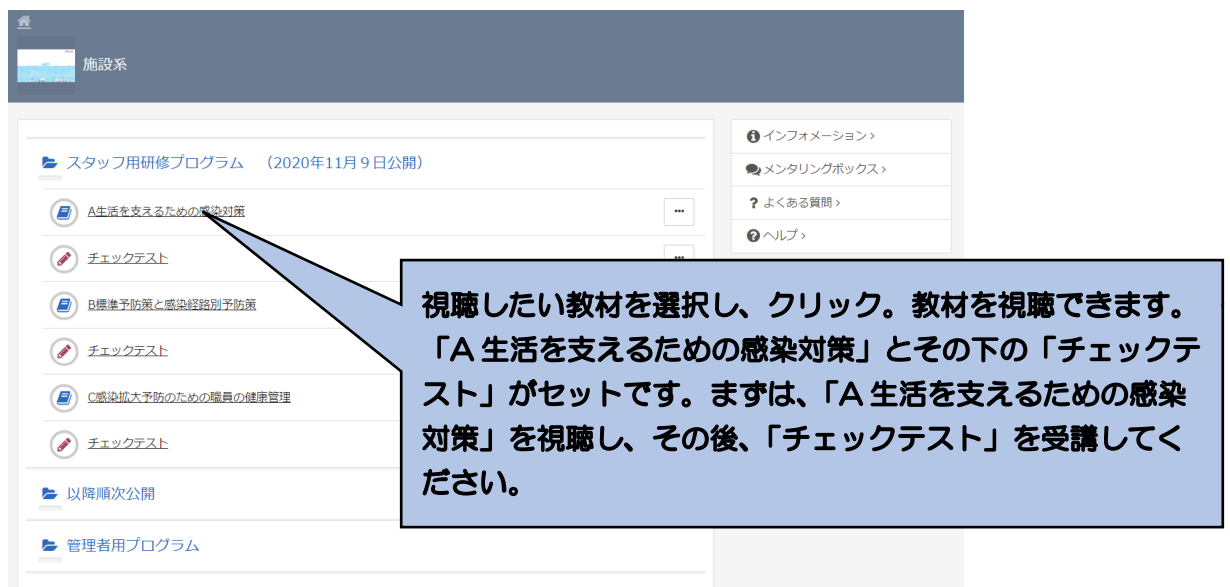 施設系
スタッフ用研修プログラム （2020年11月9日公開）
A生活を支えるための感染対策
チェックテスト
B標準予防策と感染経路別予防策
チェックテスト
C感染拡大予防のための職員の健康管理
チェックテスト
以降順次公開
管理者用プログラム
インフォメーション›
メンタリングボックス›
よくある質問›
ヘルプ›
視聴したい教材を選択し、クリック。教材を視聴できます。
「A 生活を支えるための感染対策」とその下の「チェックテ
スト」がセットです。まずは、「A 生活を支えるための感染
対策」を視聴し、その後、「チェックテスト」を受講してく
ださい。